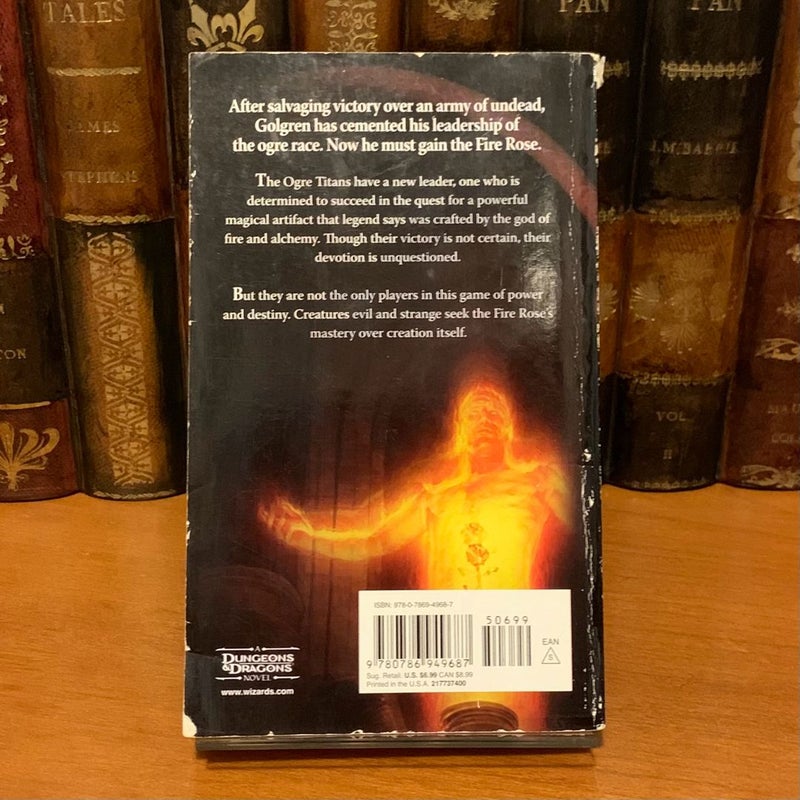 TALES
PAN
PAN
JAMES
STEPHENS
J.M. BARRIE
TON
VOL
II
After salvaging victory over an army of undead,
Golgren has cemented his leadership of
the ogre race. Now he must gain the Fire Rose.
The Ogre Titans have a new leader, one who is
determined to succeed in the quest for a powerful
magical artifact that legend says was crafted by the god of
fire and alchemy. Though their victory is not certain, their
devotion is unquestioned.
But they are not the only players in this game of power
and destiny. Creatures evil and strange seek the Fire Rose's
mastery over creation itself.
ISBN: 978-0-7869-4968-7
50699
EAN
S
9 780786 949687
Sug. Retail: U.S. $6.99 CAN $8.99
Printed in the U.S.A. 217737400
A
DUNGEONS
& DRAGONS
NOVEL
www.wizards.com